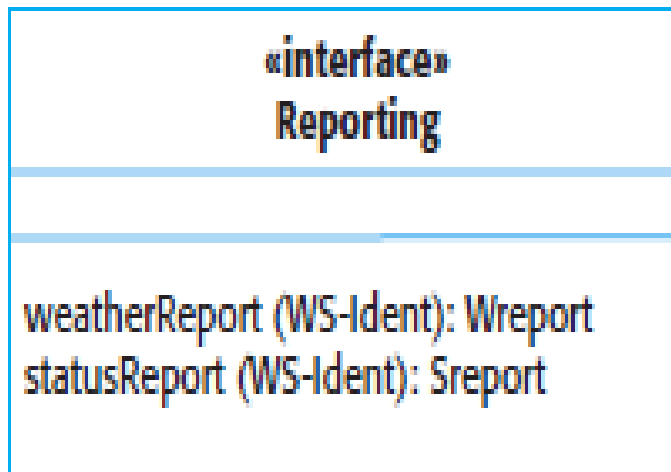 «interface»
Reporting
weatherReport (WS-Ident): Wreport
statusReport (WS-Ident): Sreport